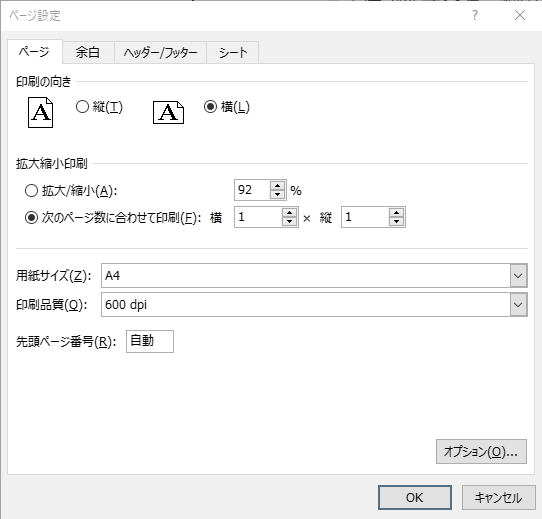 ページ設定
ページ 余白 ヘッダー/フッター シート
印刷の向き
A 縦(T) A 横(L)
拡大縮小印刷
拡大/縮小(A): 92 %
次のページ数に合わせて印刷(F): 横 1 × 縦 1
用紙サイズ(Z): A4
印刷品質(Q): 600 dpi
先頭ページ番号(R): 自動
オプション(O)...
OK キャンセル